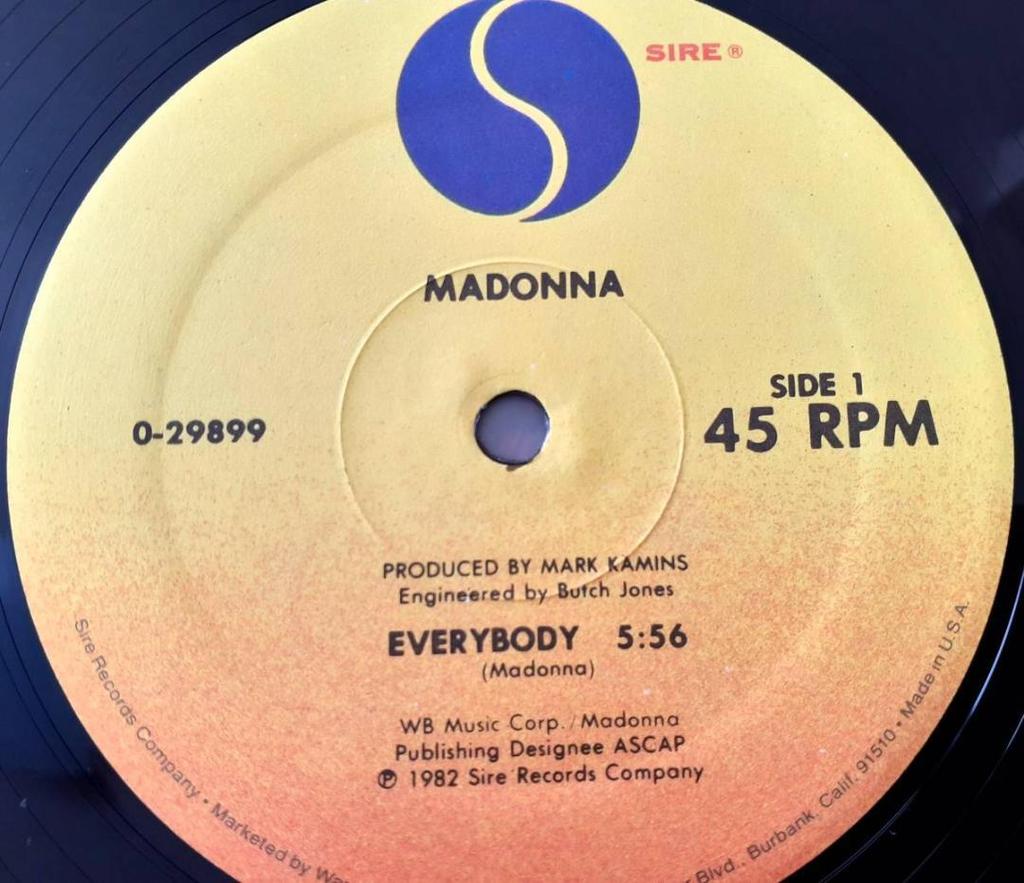 SIRE ®
MADONNA
SIDE 1
45 RPM
0-29899
PRODUCED BY MARK KAMINS
Engineered by Butch Jones
EVERYBODY 5:56
(Madonna)
WB Music Corp./Madonna
Publishing Designee ASCAP
℗ 1982 Sire Records Company
Sire Records Company • Marketed by
Blvd., Burbank, Calif. 91510 • Made in U.S.A.